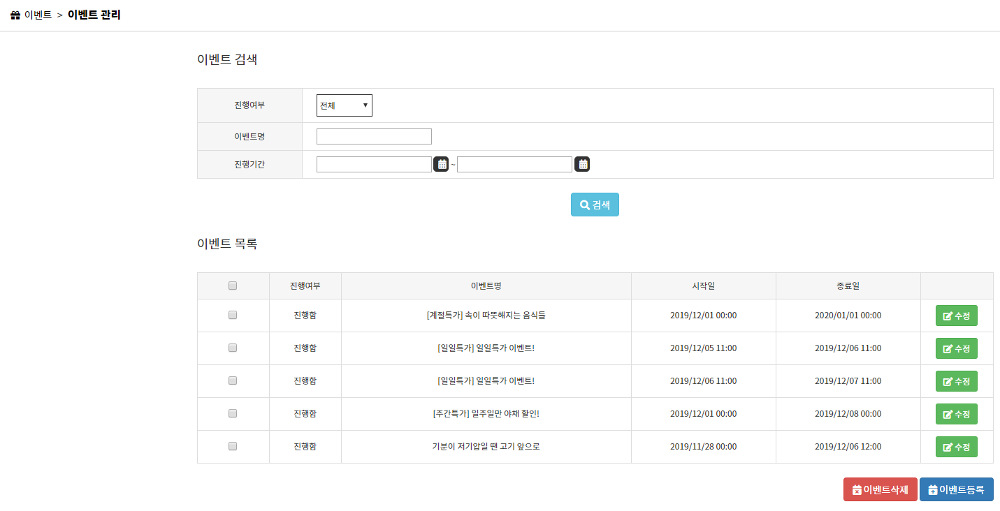 이벤트 > 이벤트 관리
이벤트 검색
진행여부 전체
이벤트명
진행기간 ~
검색
이벤트 목록
진행여부 이벤트명 시작일 종료일
진행함 [계절특가] 속이 따뜻해지는 음식들 2019/12/01 00:00 2020/01/01 00:00 수정
진행함 [일일특가] 일일특가 이벤트! 2019/12/05 11:00 2019/12/06 11:00 수정
진행함 [일일특가] 일일특가 이벤트! 2019/12/06 11:00 2019/12/07 11:00 수정
진행함 [주간특가] 일주일만 야채 할인! 2019/12/01 00:00 2019/12/08 00:00 수정
진행함 기분이 저기압일 땐 고기 앞으로 2019/11/28 00:00 2019/12/06 12:00 수정
이벤트삭제 이벤트등록